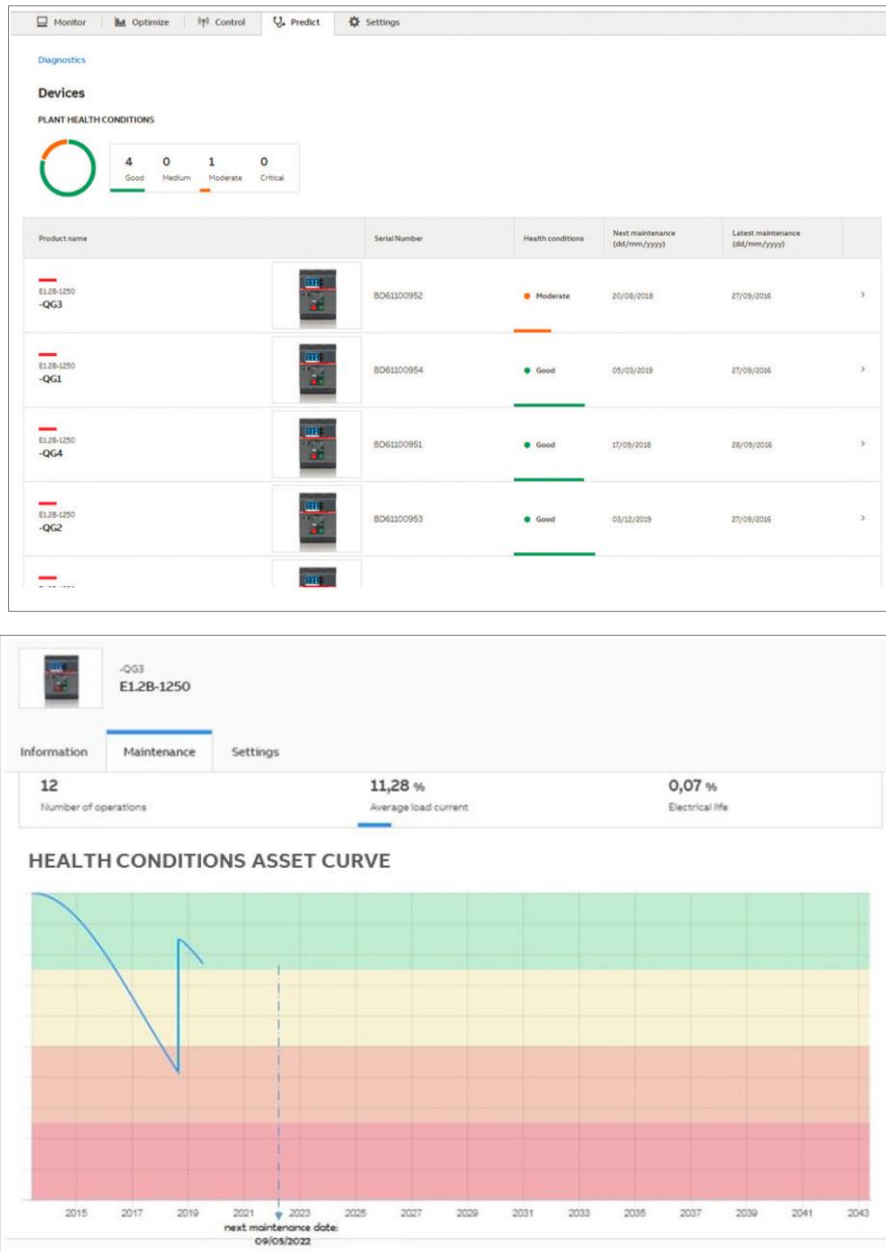 Monitor Optimize Control Predict Settings
Diagnostics
Devices
PLANT HEALTH CONDITIONS
4 0 1 0
Good Medium Moderate Critical
Product name Serial Number Health conditions Next maintenance (dd/mm/yyyy) Latest maintenance (dd/mm/yyyy)
E1.2B-1250
-QG3
BD61100952 Moderate 20/08/2018 27/09/2016
E1.2B-1250
-QG1
BD61100954 Good 05/03/2019 27/09/2016
E1.2B-1250
-QG4
BD61100951 Good 17/09/2018 28/09/2016
E1.2B-1250
-QG2
BD61100953 Good 03/12/2019 27/09/2016
-QG3
E1.2B-1250
Information Maintenance Settings
12 11,28 % 0,07 %
Number of operations Average load current Electrical life
HEALTH CONDITIONS ASSET CURVE
2015 2017 2019 2021 2023 2025 2027 2029 2031 2033 2035 2037 2039 2041 2043
next maintenance date:
09/05/2022